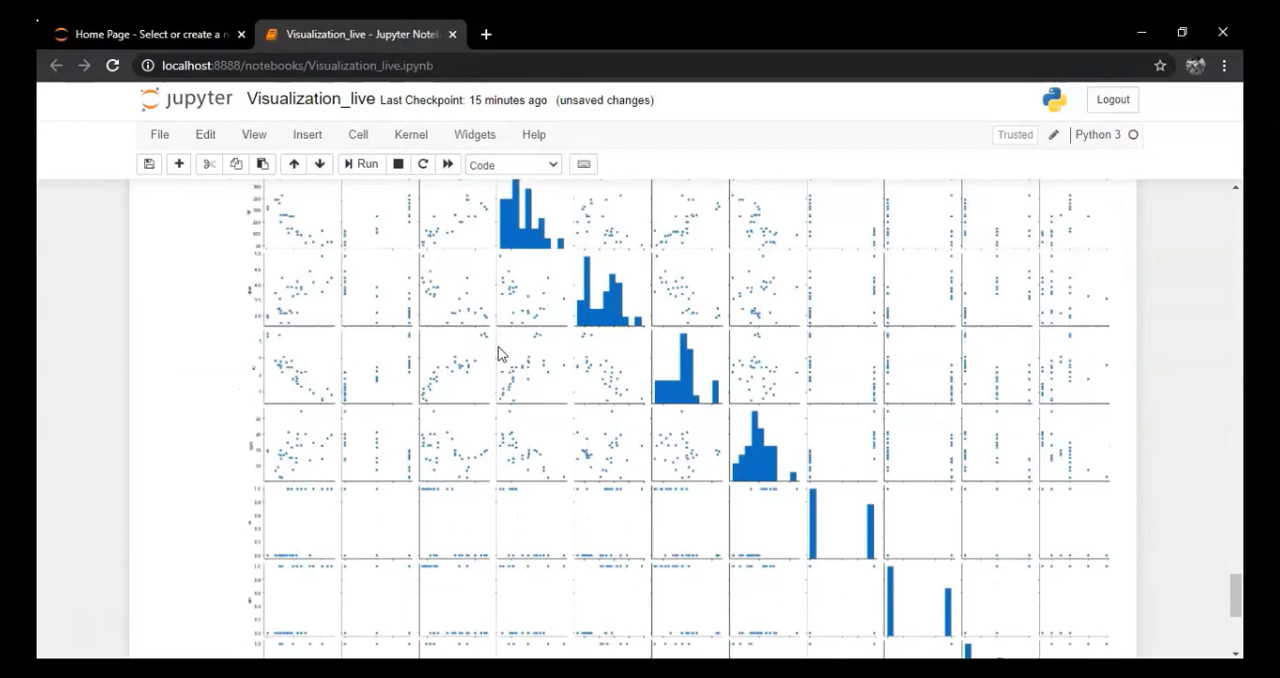 Home Page - Select or create a n
Visualization_live - Jupyter Noteb
localhost:8888/notebooks/Visualization_live.ipynb
jupyter Visualization_live Last Checkpoint: 15 minutes ago (unsaved changes)
Logout
File Edit View Insert Cell Kernel Widgets Help
Trusted Python 3
Run Code